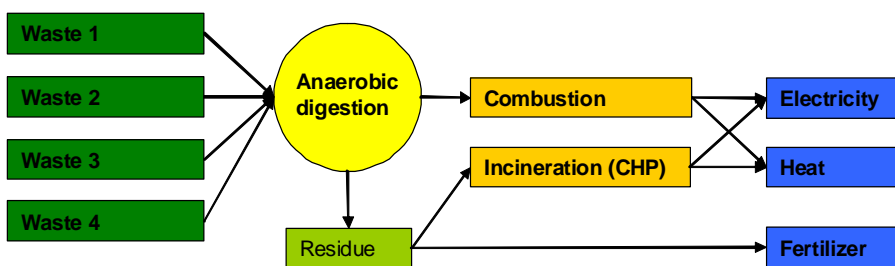 Waste 1
Waste 2
Waste 3
Waste 4
Anaerobic
digestion
Residue
Combustion
Incineration (CHP)
Electricity
Heat
Fertilizer